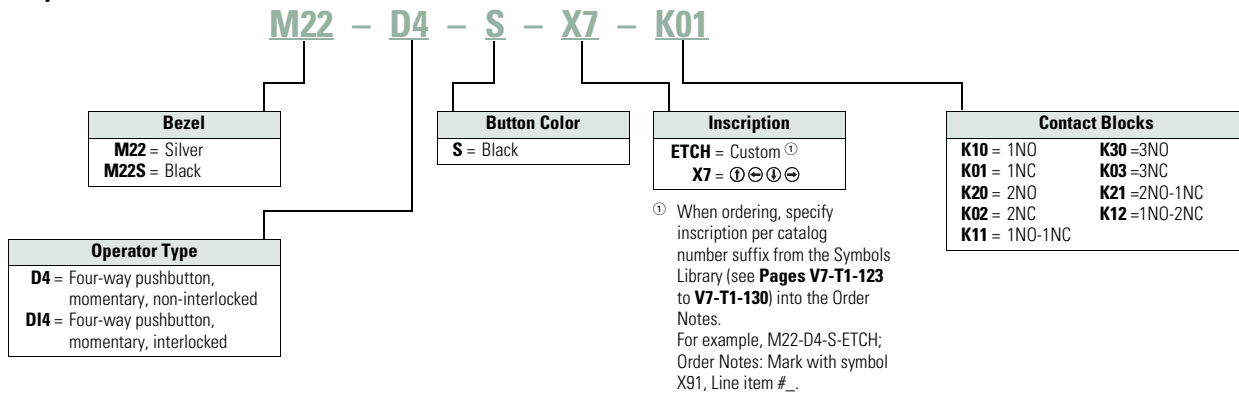 M22 – D4 – S – X7 – K01
Bezel
M22 = Silver
M22S = Black
Operator Type
D4 = Four-way pushbutton,
momentary, non-interlocked
DI4 = Four-way pushbutton,
momentary, interlocked
Button Color
S = Black
Inscription
ETCH = Custom ①
X7 =
① When ordering, specify
inscription per catalog
number suffix from the Symbols
Library (see Pages V7-T1-123
to V7-T1-130) into the Order
Notes.
For example, M22-D4-S-ETCH;
Order Notes: Mark with symbol
X91, Line item #_.
Contact Blocks
K10 = 1NO
K01 = 1NC
K20 = 2NO
K02 = 2NC
K11 = 1NO-1NC
K30 =3NO
K03 =3NC
K21 =2NO-1NC
K12 =1NO-2NC